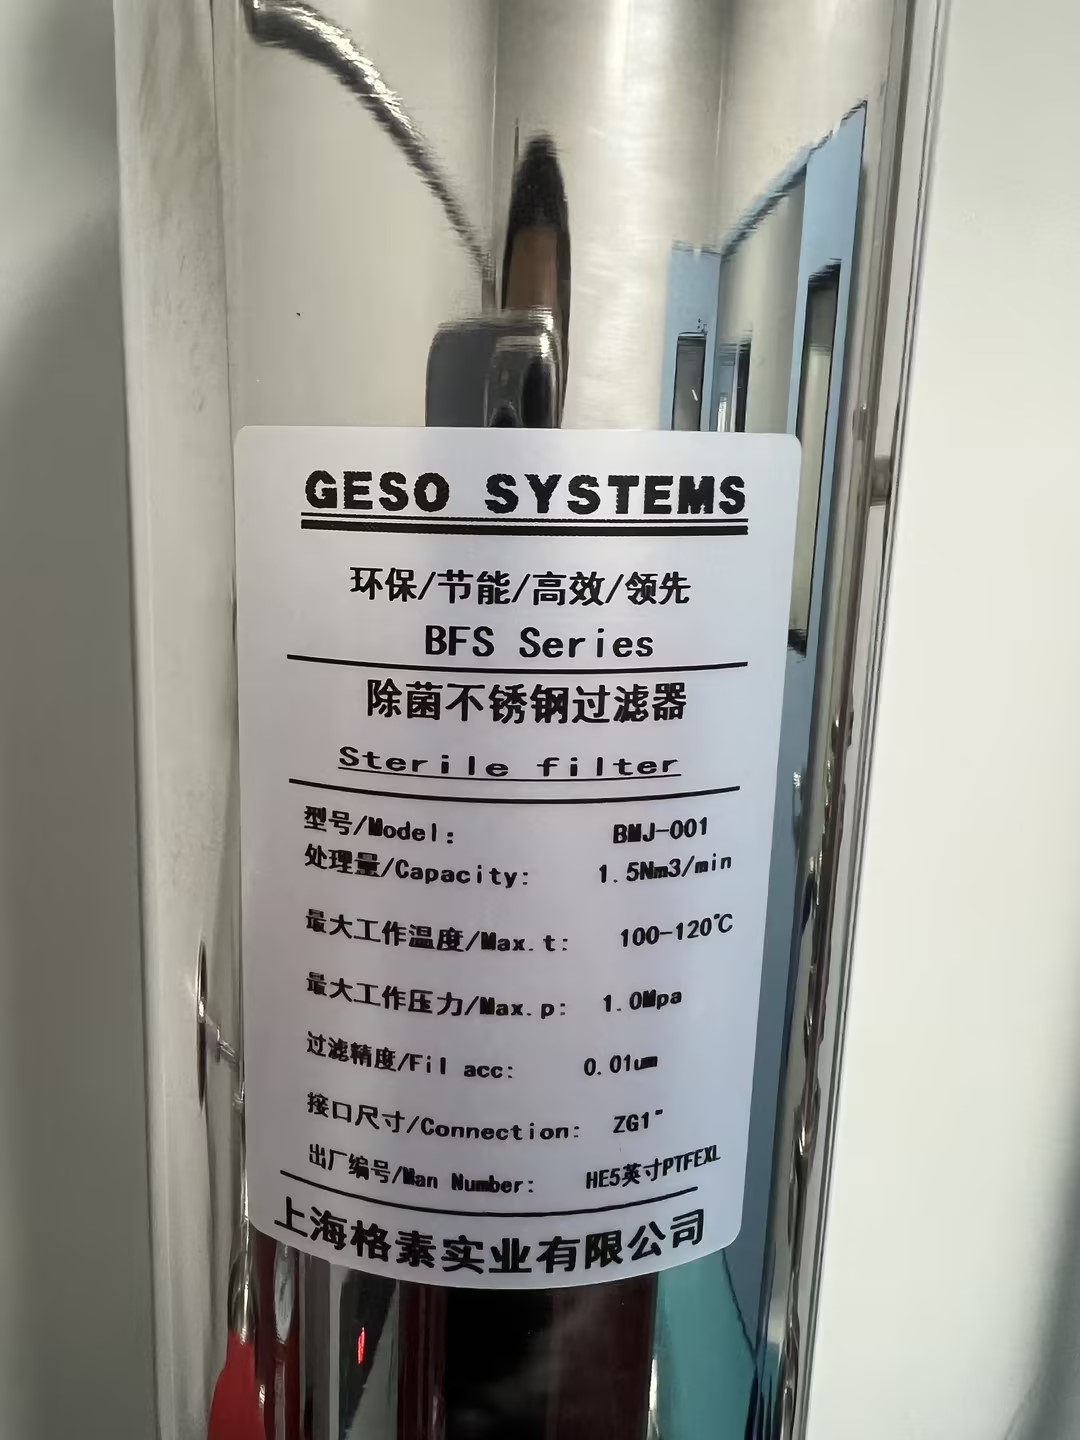 GESO SYSTEMS
环保/节能/高效/领先
BFS Series
除菌不锈钢过滤器
Sterile filter
型号/Model: BMJ-001
处理量/Capacity: 1.5Nm3/min
最大工作温度/Max.t: 100-120℃
最大工作压力/Max.p: 1.0Mpa
过滤精度/Fil acc: 0.01um
接口尺寸/Connection: ZG1"
出厂编号/Man Number: HE5英寸PTFEXL
上海格素实业有限公司